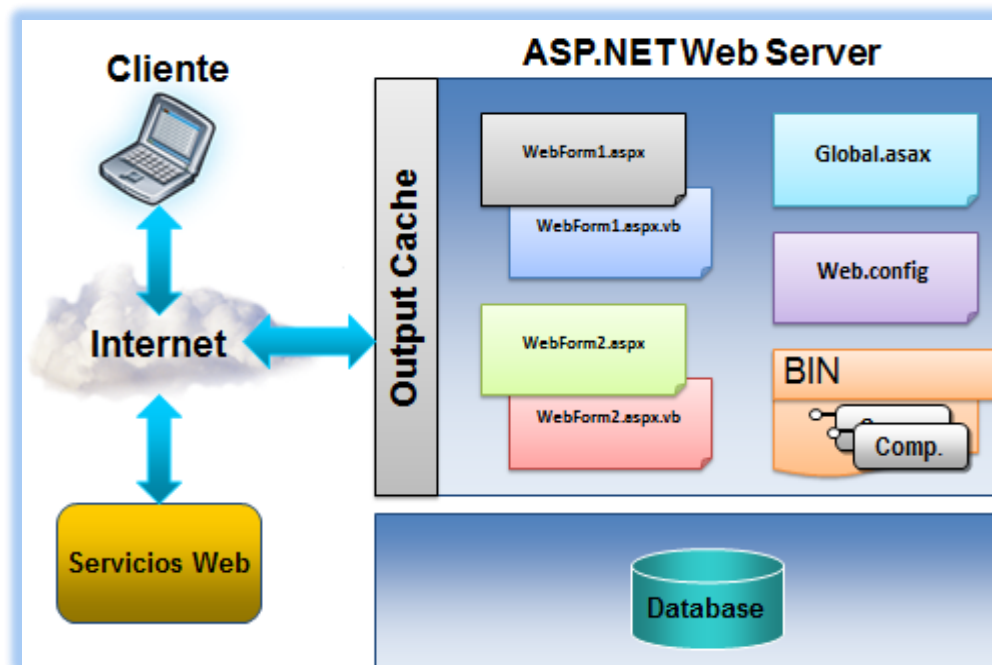 Cliente
Internet
Servicios Web
ASP.NET Web Server
Output Cache
WebForm1.aspx
WebForm1.aspx.vb
WebForm2.aspx
WebForm2.aspx.vb
Global.asax
Web.config
BIN
Comp.
Database